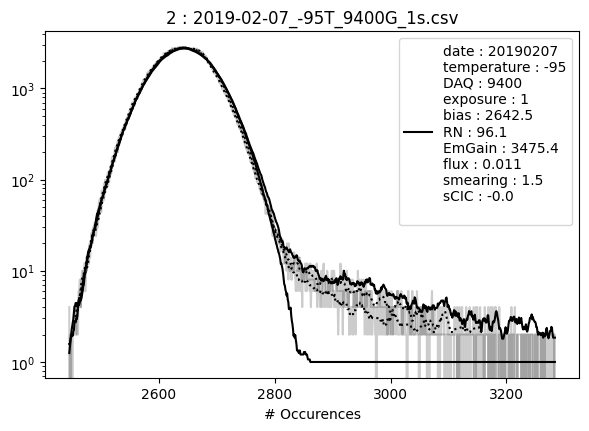 2 : 2019-02-07_-95T_9400G_1s.csv
date : 20190207
temperature : -95
DAQ : 9400
exposure : 1
bias : 2642.5
RN : 96.1
EmGain : 3475.4
flux : 0.011
smearing : 1.5
sCIC : -0.0
10³
10²
10¹
10⁰
2600 2800 3000 3200
# Occurences